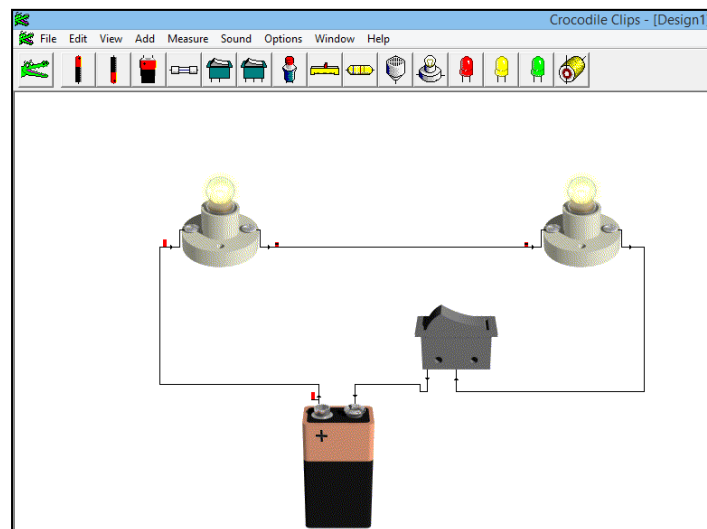 Crocodile Clips - [Design1
File Edit View Add Measure Sound Options Window Help
+